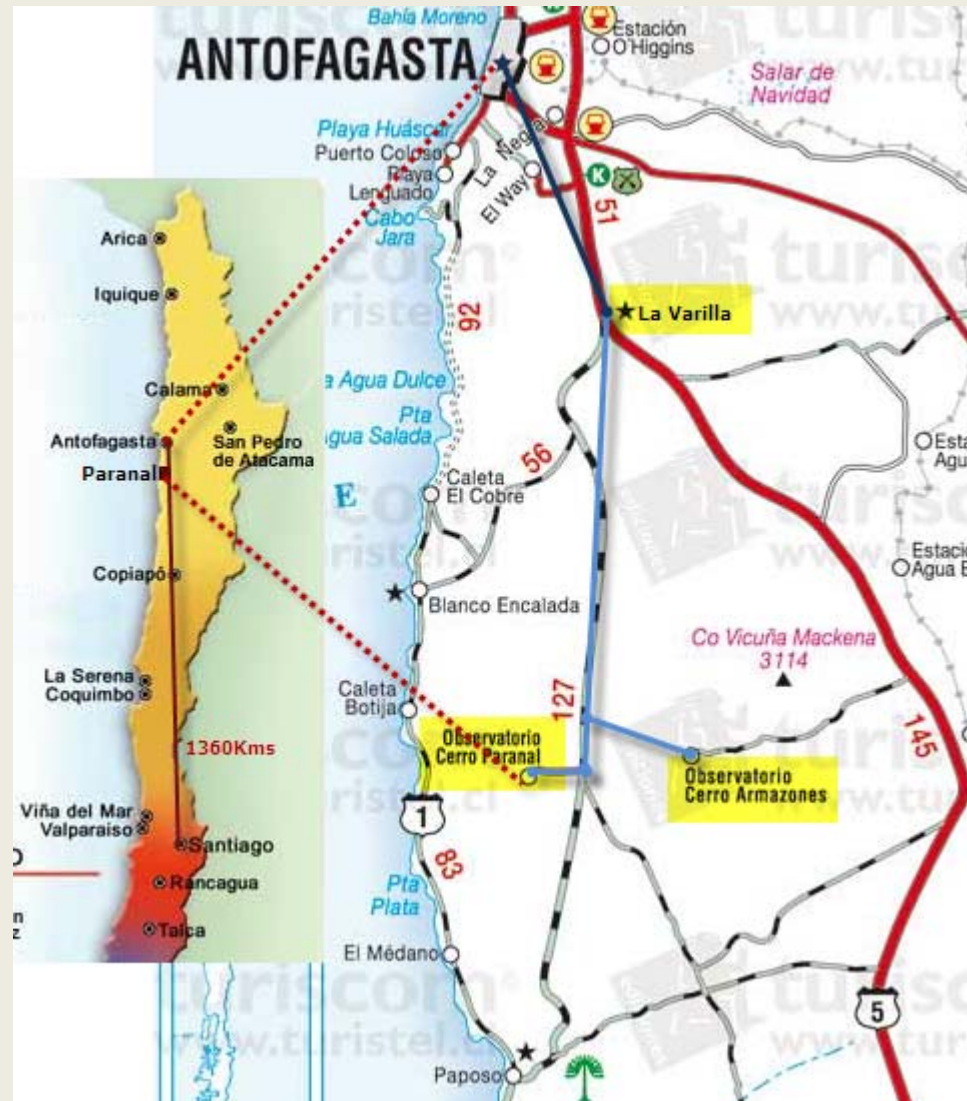 Bahía Moreno
ANTOFAGASTA
Estación
O'Higgins
Salar de
Navidad
Playa Huáscar
Puerto Coloso
Playa
Lenguado
La Negra
El Way
K
51
Cabo
Jara
La Varilla
92
Agua Dulce
Pta
Agua Salada
56
Caleta
El Cobre
E
Blanco Encalada
Co Vicuña Mackena
3114
Caleta
Botija
127
145
Observatorio
Cerro Paranal
Observatorio
Cerro Armazones
1
83
Pta
Plata
El Médano
5
Paposo
Arica
Iquique
Calama
Antofagasta
San Pedro
de Atacama
Paranal
Copiapó
La Serena
Coquimbo
1360Kms
Viña del Mar
Valparaiso
Santiago
Rancagua
Talca
turiscom
www.turistel.cl